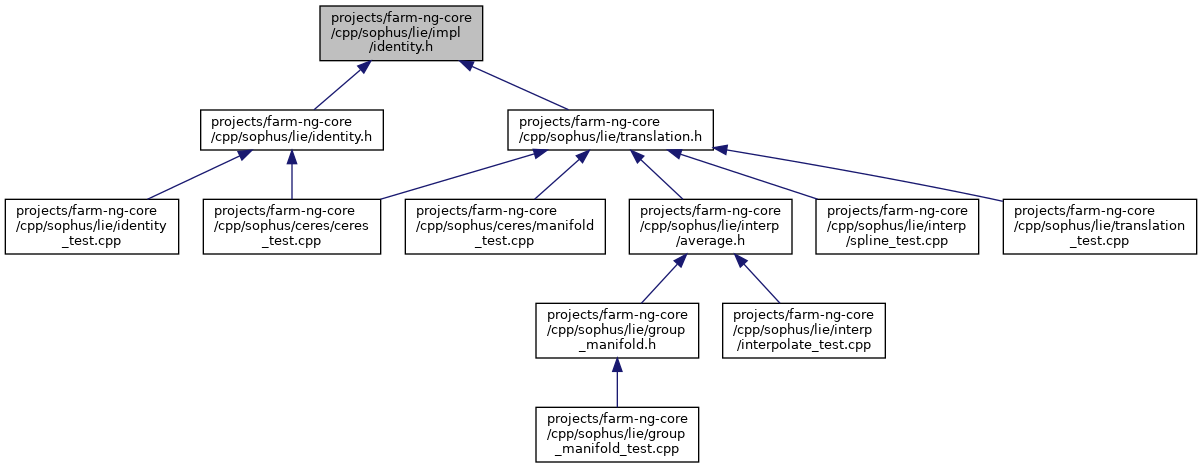 projects/farm-ng-core
/cpp/sophus/lie/impl
/identity.h
projects/farm-ng-core
/cpp/sophus/lie/identity.h
projects/farm-ng-core
/cpp/sophus/lie/translation.h
projects/farm-ng-core
/cpp/sophus/lie/identity
_test.cpp
projects/farm-ng-core
/cpp/sophus/ceres/ceres
_test.cpp
projects/farm-ng-core
/cpp/sophus/ceres/manifold
_test.cpp
projects/farm-ng-core
/cpp/sophus/lie/interp
/average.h
projects/farm-ng-core
/cpp/sophus/lie/interp
/spline_test.cpp
projects/farm-ng-core
/cpp/sophus/lie/translation
_test.cpp
projects/farm-ng-core
/cpp/sophus/lie/group
_manifold.h
projects/farm-ng-core
/cpp/sophus/lie/interp
/interpolate_test.cpp
projects/farm-ng-core
/cpp/sophus/lie/group
_manifold_test.cpp